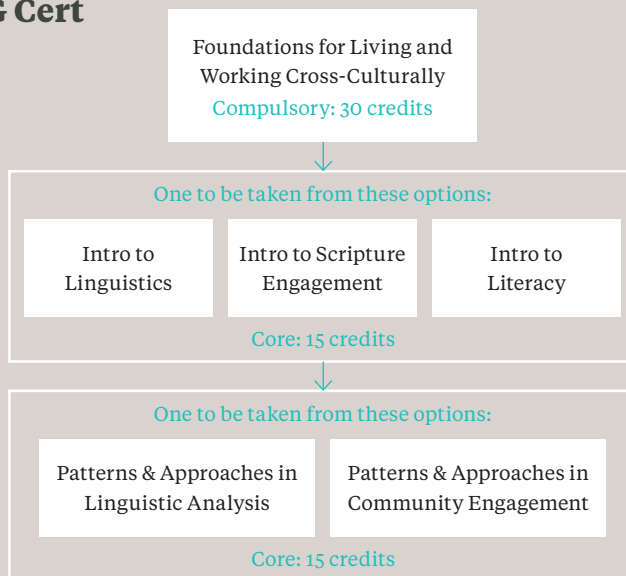 Cert
Foundations for Living and
Working Cross-Culturally
Compulsory: 30 credits
One to be taken from these options:
Intro to
Linguistics
Intro to Scripture
Engagement
Intro to
Literacy
Core: 15 credits
One to be taken from these options:
Patterns & Approaches in
Linguistic Analysis
Patterns & Approaches in
Community Engagement
Core: 15 credits